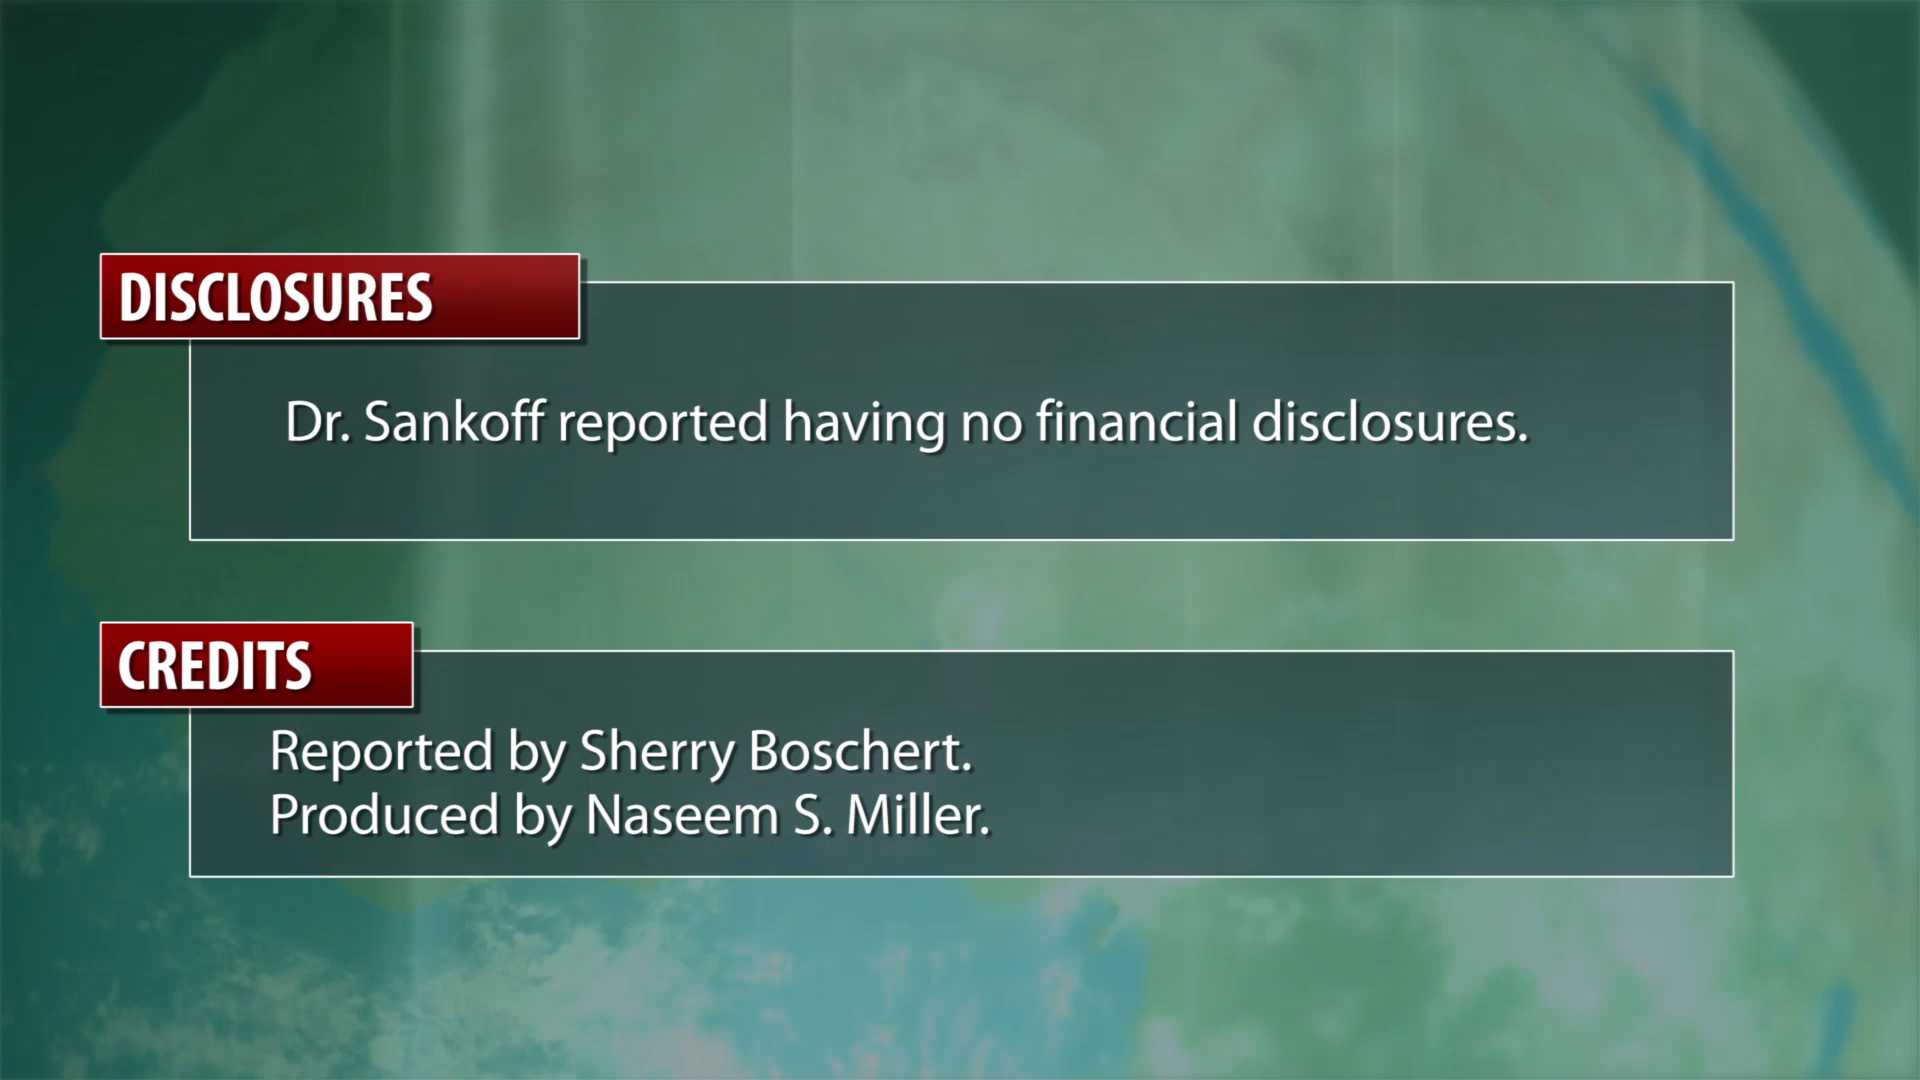 DISCLOSURES
Dr. Sankoff reported having no financial disclosures.
CREDITS
Reported by Sherry Boschert.
Produced by Naseem S. Miller.